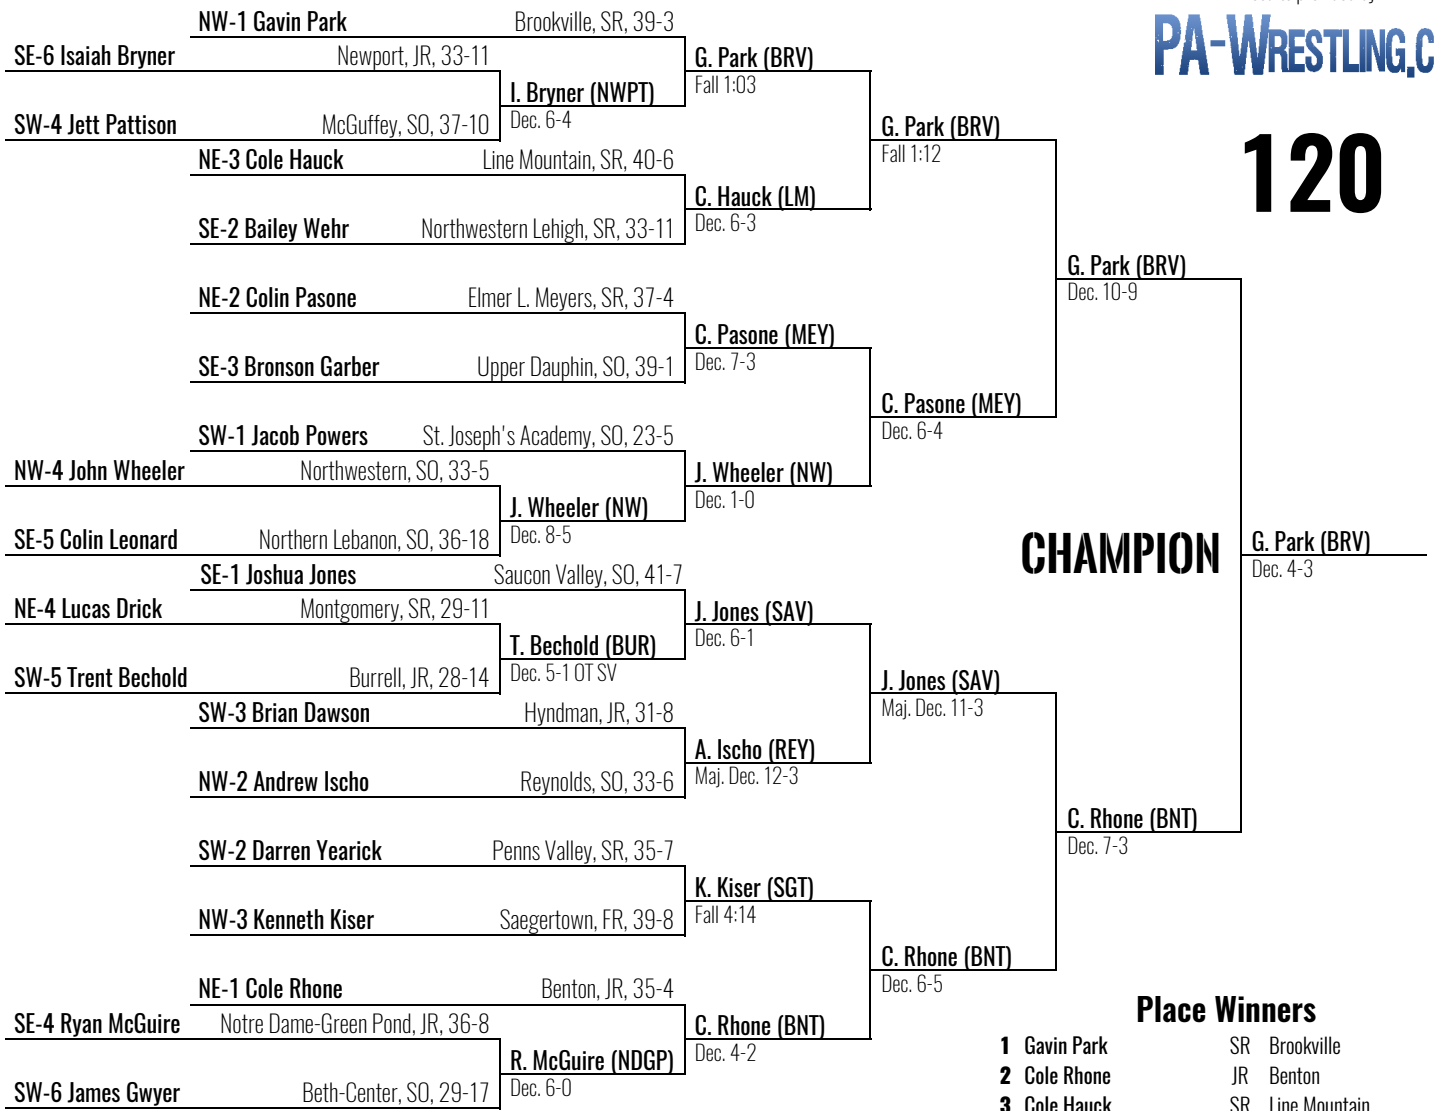 NW-1 Gavin Park Brookville, SR, 39-3
SE-6 Isaiah Bryner Newport, JR, 33-11
G. Park (BRV)
Fall 1:03
I. Bryner (NWPT)
Dec. 6-4
SW-4 Jett Pattison McGuffey, SO, 37-10
G. Park (BRV)
Fall 1:12
NE-3 Cole Hauck Line Mountain, SR, 40-6
C. Hauck (LM)
Dec. 6-3
SE-2 Bailey Wehr Northwestern Lehigh, SR, 33-11
G. Park (BRV)
Dec. 10-9
NE-2 Colin Pasone Elmer L. Meyers, SR, 37-4
C. Pasone (MEY)
Dec. 7-3
SE-3 Bronson Garber Upper Dauphin, SO, 39-1
C. Pasone (MEY)
Dec. 6-4
SW-1 Jacob Powers St. Joseph's Academy, SO, 23-5
NW-4 John Wheeler Northwestern, SO, 33-5
J. Wheeler (NW)
Dec. 1-0
J. Wheeler (NW)
Dec. 8-5
SE-5 Colin Leonard Northern Lebanon, SO, 36-18
CHAMPION
G. Park (BRV)
Dec. 4-3
SE-1 Joshua Jones Saucon Valley, SO, 41-7
NE-4 Lucas Drick Montgomery, SR, 29-11
J. Jones (SAV)
Dec. 6-1
T. Bechold (BUR)
Dec. 5-1 OT SV
SW-5 Trent Bechold Burrell, JR, 28-14
J. Jones (SAV)
Maj. Dec. 11-3
SW-3 Brian Dawson Hyndman, JR, 31-8
A. Ischo (REY)
Maj. Dec. 12-3
NW-2 Andrew Ischo Reynolds, SO, 33-6
C. Rhone (BNT)
Dec. 7-3
SW-2 Darren Yearick Penns Valley, SR, 35-7
K. Kiser (SGT)
Fall 4:14
NW-3 Kenneth Kiser Saegertown, FR, 39-8
C. Rhone (BNT)
Dec. 6-5
NE-1 Cole Rhone Benton, JR, 35-4
SE-4 Ryan McGuire Notre Dame-Green Pond, JR, 36-8
C. Rhone (BNT)
Dec. 4-2
R. McGuire (NDGP)
Dec. 6-0
SW-6 James Gwyer Beth-Center, SO, 29-17
PA-WRESTLING.C
120
Place Winners
1 Gavin Park SR Brookville
2 Cole Rhone JR Benton
3 Cole Hauck SR Line Mountain